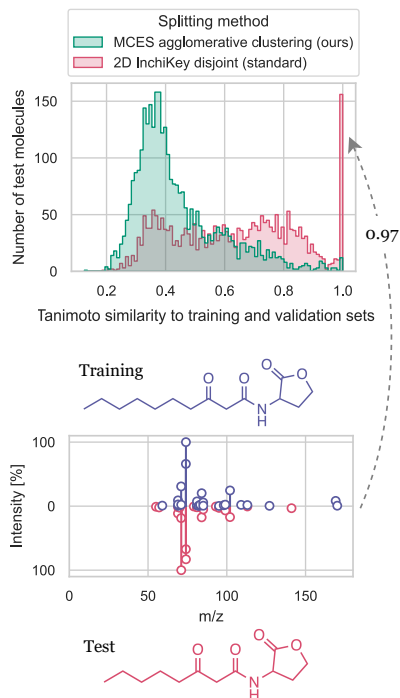 Splitting method
MCES agglomerative clustering (ours)
2D InchiKey disjoint (standard)
Number of test molecules
150
100
50
0
0.2 0.4 0.6 0.8 1.0
Tanimoto similarity to training and validation sets
0.97
Training
O O O O
N
H
Intensity [%]
100
0
100
0 50 100 150
m/z
Test
O O O O
N
H